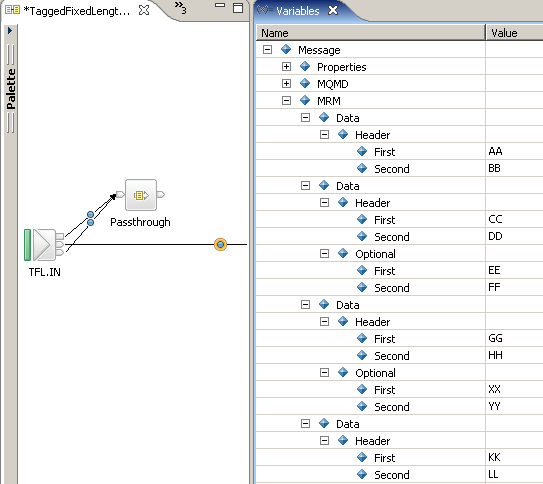 *TaggedFixedLengt...
»3
Palette
Passthrough
TFL.IN
Variables
Name Value
Message
Properties
MQMD
MRM
Data
Header
First AA
Second BB
Data
Header
First CC
Second DD
Optional
First EE
Second FF
Data
Header
First GG
Second HH
Optional
First XX
Second YY
Data
Header
First KK
Second LL